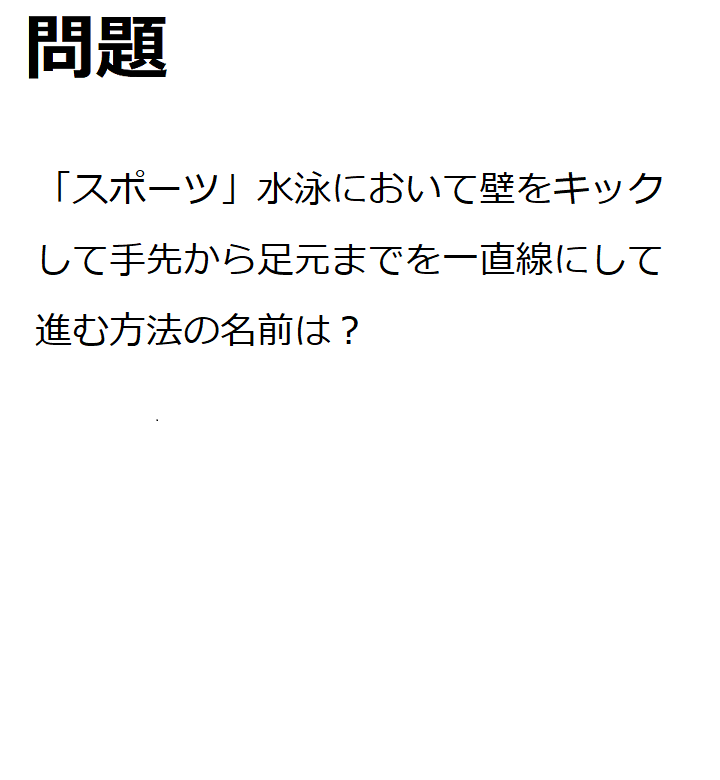 問題
「スポーツ」水泳において壁をキック
して手先から足元までを一直線にして
進む方法の名前は？
.